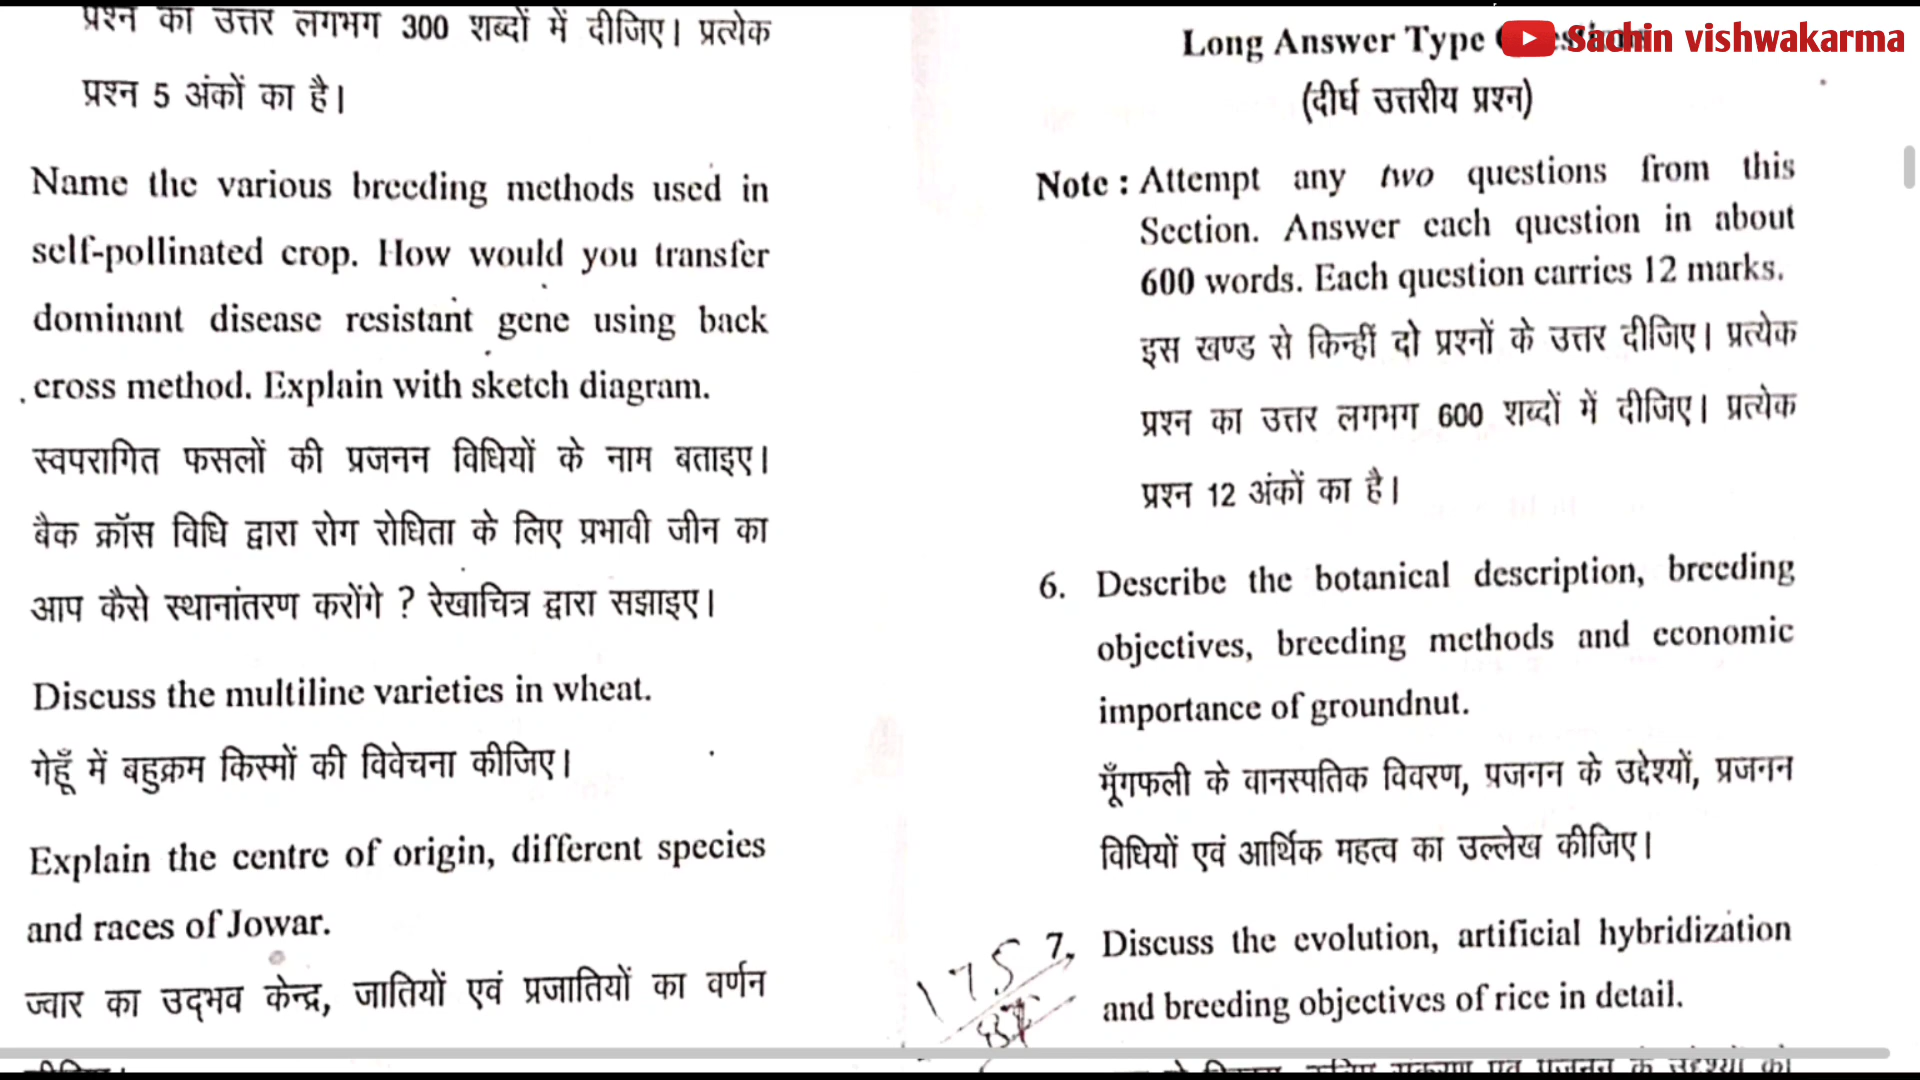 प्रश्न का उत्तर लगभग 300 शब्दों में दीजिए। प्रत्येक
प्रश्न 5 अंकों का है।
Name the various breeding methods used in
self-pollinated crop. How would you transfer
dominant disease resistant gene using back
cross method. Explain with sketch diagram.
स्वपरागित फसलों की प्रजनन विधियों के नाम बताइए।
बैक क्रॉस विधि द्वारा रोग रोधिता के लिए प्रभावी जीन का
आप कैसे स्थानांतरण करोंगे ? रेखाचित्र द्वारा सझाइए।
Discuss the multiline varieties in wheat.
गेहूँ में बहुक्रम किस्मों की विवेचना कीजिए।
Explain the centre of origin, different species
and races of Jowar.
ज्वार का उद्भव केन्द्र, जातियों एवं प्रजातियों का वर्णन
Long Answer Type
Sachin vishwakarma
(दीर्घ उत्तरीय प्रश्न)
Note : Attempt any two questions from this
Section. Answer each question in about
600 words. Each question carries 12 marks.
इस खण्ड से किन्हीं दो प्रश्नों के उत्तर दीजिए। प्रत्येक
प्रश्न का उत्तर लगभग 600 शब्दों में दीजिए। प्रत्येक
प्रश्न 12 अंकों का है।
6. Describe the botanical description, breeding
objectives, breeding methods and economic
importance of groundnut.
मूँगफली के वानस्पतिक विवरण, प्रजनन के उद्देश्यों, प्रजनन
विधियों एवं आर्थिक महत्व का उल्लेख कीजिए।
7. Discuss the evolution, artificial hybridization
and breeding objectives of rice in detail.
175